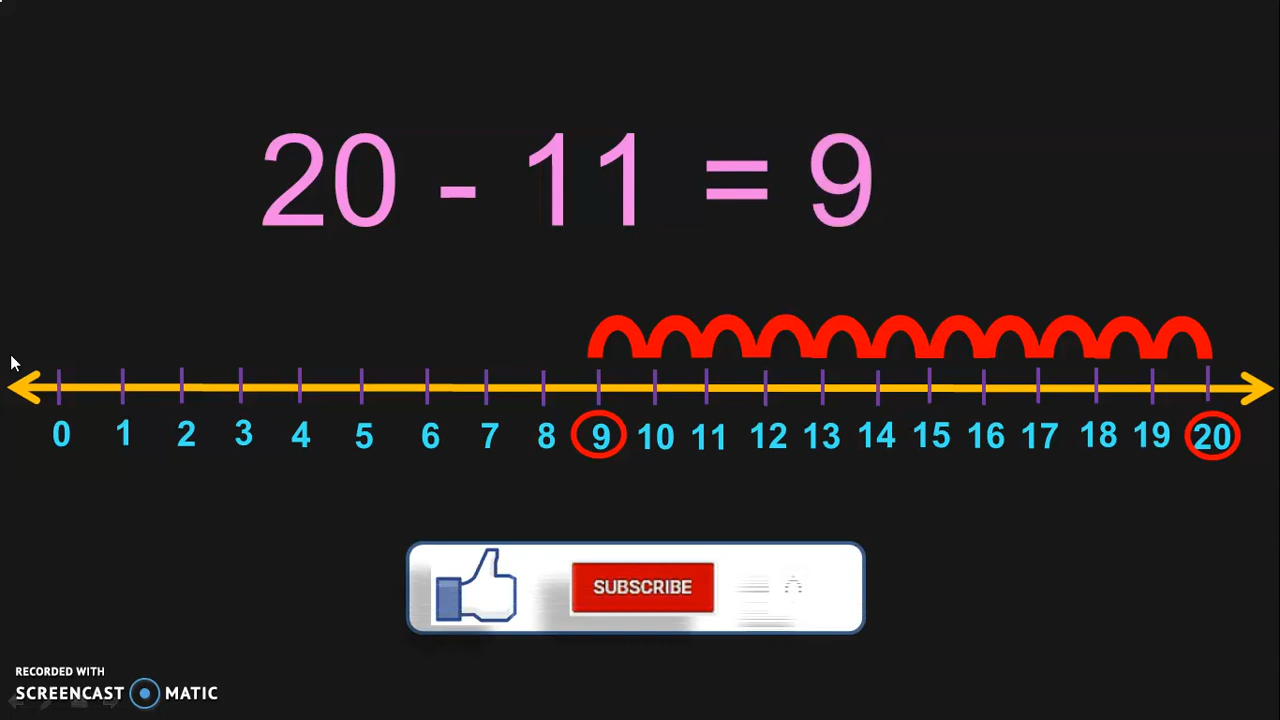 20 - 11 = 9
0 1 2 3 4 5 6 7 8 9 10 11 12 13 14 15 16 17 18 19 20
SUBSCRIBE
RECORDED WITH
SCREENCAST MATIC